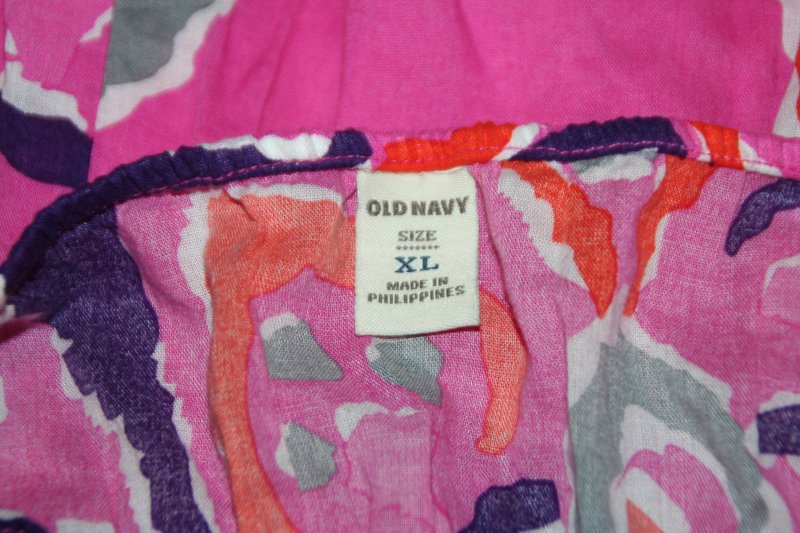 OLD NAVY
SIZE
XL
MADE IN
PHILIPPINES